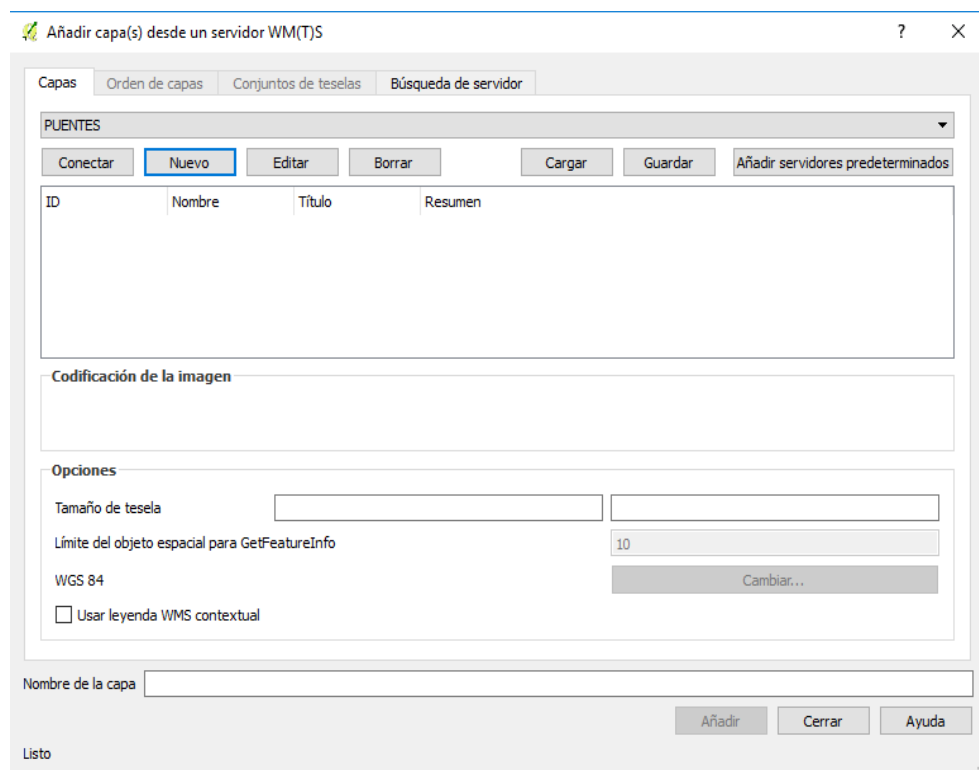 Añadir capa(s) desde un servidor WM(T)S ?
Capas Orden de capas Conjuntos de teselas Búsqueda de servidor
PUENTES
Conectar Nuevo Editar Borrar Cargar Guardar Añadir servidores predeterminados
ID Nombre Título Resumen
Codificación de la imagen
Opciones
Tamaño de tesela
Límite del objeto espacial para GetFeatureInfo 10
WGS 84 Cambiar...
Usar leyenda WMS contextual
Nombre de la capa
Añadir Cerrar Ayuda
Listo